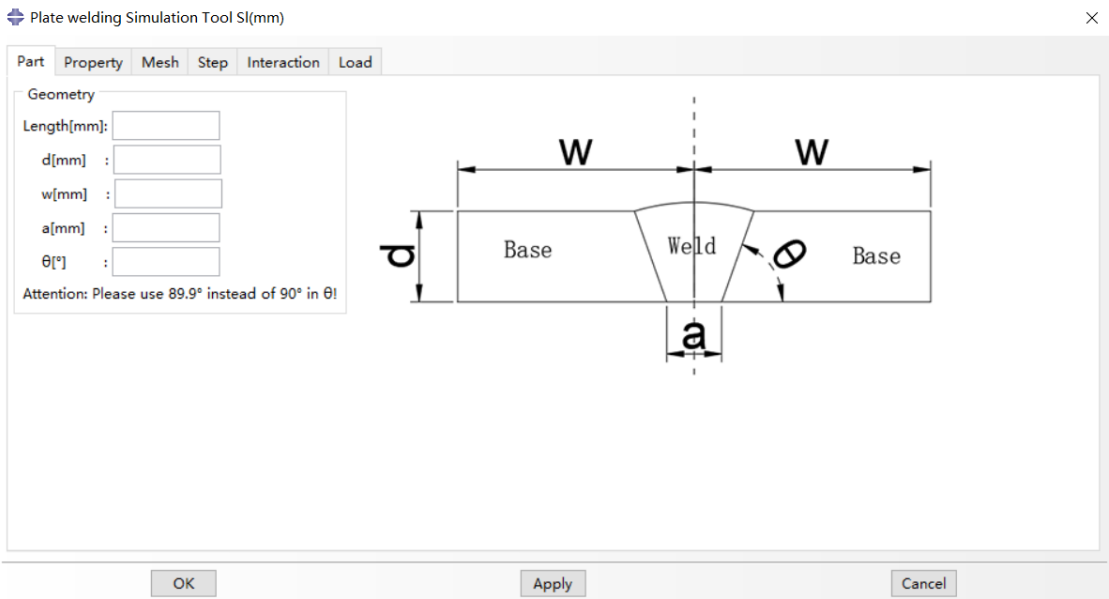 Plate welding Simulation Tool Sl(mm)
Part Property Mesh Step Interaction Load
Geometry
Length[mm]:
d[mm] :
w[mm] :
a[mm] :
θ[°] :
Attention: Please use 89.9° instead of 90° in θ!
w w
d Base Weld θ Base
a
OK Apply Cancel